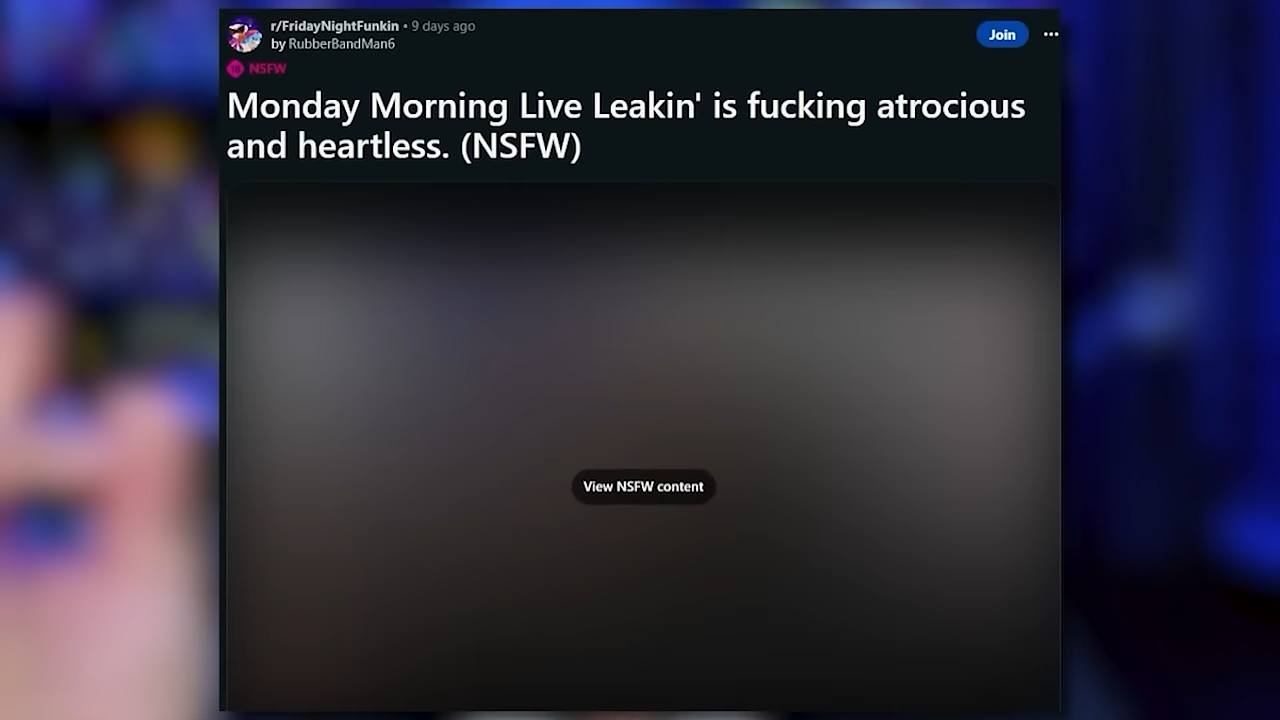 r/FridayNightFunkin • 9 days ago
by RubberBandMan6
Join
18 NSFW
Monday Morning Live Leakin' is fucking atrocious
and heartless. (NSFW)
View NSFW content